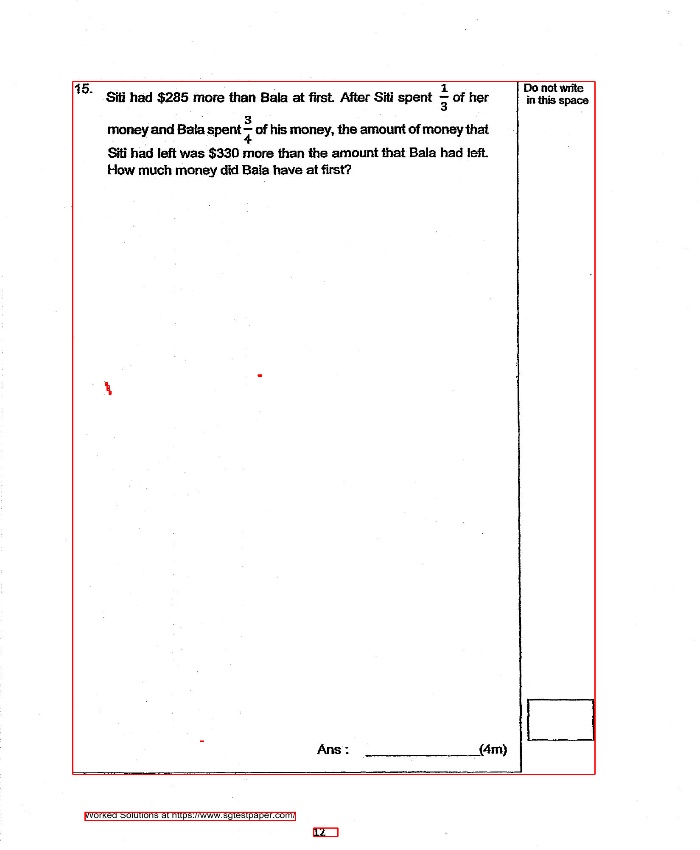 15.
Do not write
in this space
Siti had $285 more than Bala at first. After Siti spent 1/3 of her
money and Bala spent 3/4 of his money, the amount of money that
Siti had left was $330 more than the amount that Bala had left.
How much money did Bala have at first?
Ans : ______________(4m)
Worked Solutions at https://www.sgtestpaper.com/
12